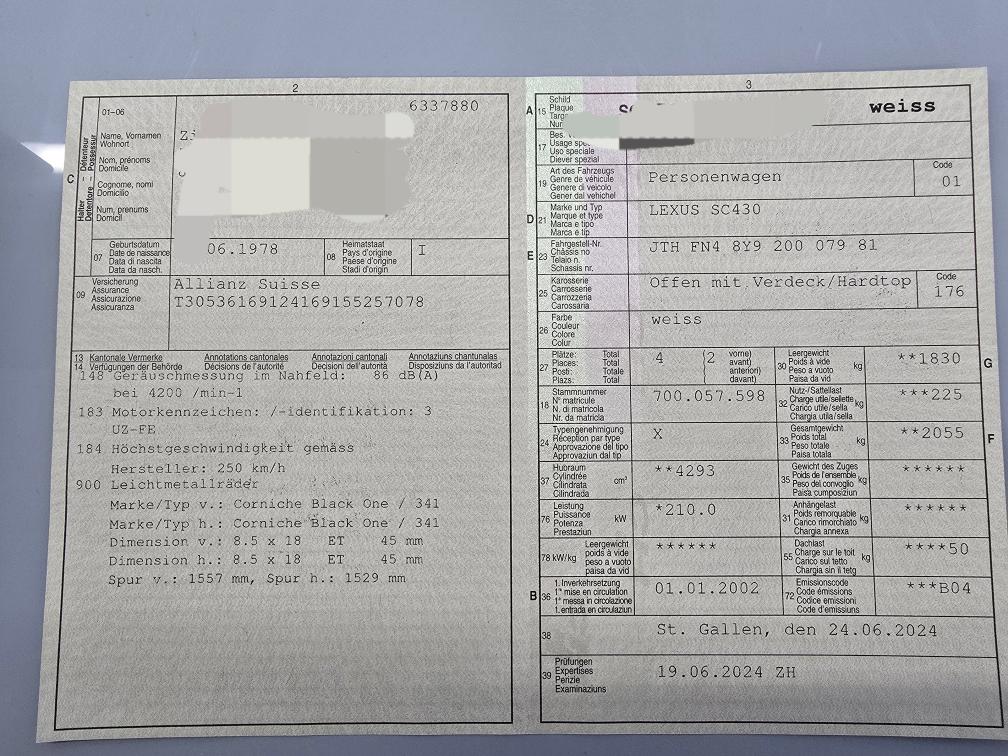 2
01-06
6337880
C
Halter
Détenteur
Detentore
Possessur
Name, Vornamen
Wohnort
Nom, prénoms
Domicile
Cognome, nomi
Domicilio
Num, prenums
Domicil
07
Geburtsdatum
Date de naissance
Data di nascita
Data da nasch.
06.1978
08
Heimatstaat
Pays d'origine
Paese d'origine
Stadi d'origin
I
09
Versicherung
Assurance
Assicurazione
Assicuranza
Allianz Suisse
T30536169124169155257078
13
14
Kantonale Vermerke
Verfügungen der Behörde
Annotations cantonales
Décisions de l'autorité
Annotazioni cantonali
Decisioni dell'autorità
Annotaziuns chantunalas
Disposiziuns da l'autoritad
148 Geräuschmessung im Nahfeld: 86 dB(A)
bei 4200 /min-1
183 Motorkennzeichen: /-identifikation: 3
UZ-FE
184 Höchstgeschwindigkeit gemäss
Hersteller: 250 km/h
900 Leichtmetallräder
Marke/Typ v.: Corniche Black One / 341
Marke/Typ h.: Corniche Black One / 341
Dimension v.: 8.5 x 18 ET 45 mm
Dimension h.: 8.5 x 18 ET 45 mm
Spur v.: 1557 mm, Spur h.: 1529 mm
3
A
15
Schild
Plaque
weiss
17
Uso speciale
Diever spezial
19
Art des Fahrzeugs
Genre de véhicule
Genere di veicolo
Gener dal vehichel
Personenwagen
Code
01
D
21
Marke und Typ
Marque et type
Marca e tipo
Marca e tip
LEXUS SC430
E
23
Fahrgestell-Nr.
Châssis no
Telaio n.
Schassis nr.
JTH FN4 8Y9 200 079 81
25
Karosserie
Carrosserie
Carrozzeria
Carossaria
Offen mit Verdeck/Hardtop
Code
176
26
Farbe
Couleur
Colore
Colur
weiss
27
Plätze: Total
Places: Total
Posti: Totale
Plazs: Total
4
(2 vorne)
avant)
anteriori)
davant)
30
Leergewicht
Poids à vide
Peso a vuoto
Paisa da vid
kg
**1830
G
18
Stammnummer
N° matricule
N. di matricola
Nr. da matricla
700.057.598
32
Nutz-/Sattellast
Charge utile/sellette
Carico utile/sella
Chargia utila/sella
kg
***225
24
Typengenehmigung
Réception par type
Approvazione del tipo
Approvaziun dal tip
X
33
Gesamtgewicht
Poids total
Peso totale
Paisa totala
kg
**2055
F
37
Hubraum
Cylindrée
Cilindrata
Cilindrada
cm³
**4293
35
Gewicht des Zuges
Poids de l'ensemble
Peso del convoglio
Paisa cumposiziun
kg
******
76
Leistung
Puissance
Potenza
Prestaziun
kW
*210.0
31
Anhängelast
Poids remorquable
Carico rimorchiato
Chargia annexa
kg
******
78 kW/kg
Leergewicht
poids à vide
peso a vuoto
paisa da vid
******
55
Dachlast
Charge sur le toit
Carico sul tetto
Chargia sin il tetg
kg
****50
B
36
1. Inverkehrsetzung
1re mise en circulation
1a messa in circolazione
1. entrada en circulaziun
01.01.2002
72
Emissionscode
Code émissions
Codice emissioni
Code d'emissiuns
***B04
38
St. Gallen, den 24.06.2024
39
Prüfungen
Expertises
Perizie
Examinaziuns
19.06.2024 ZH